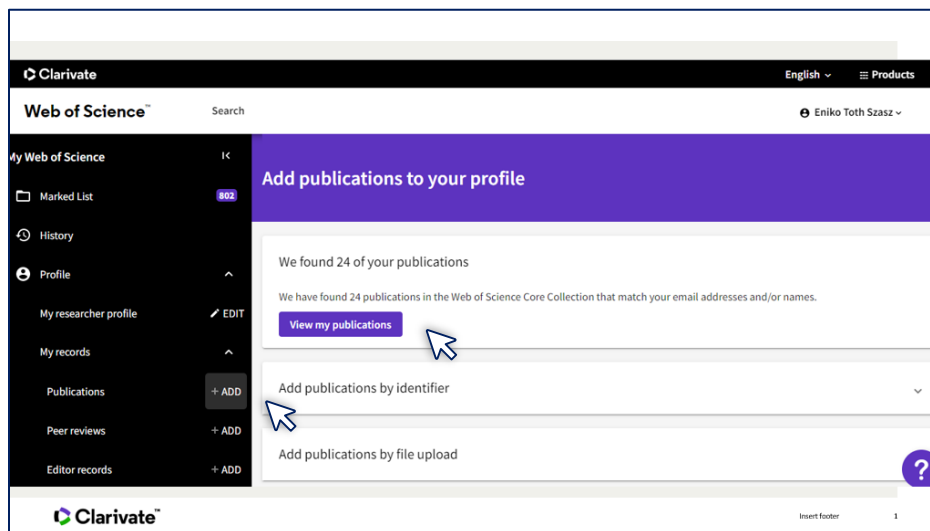 Clarivate
English
Products
Web of Science™
Search
Eniko Toth Szasz
My Web of Science
Marked List
802
History
Profile
My researcher profile
EDIT
My records
Publications
+ ADD
Peer reviews
+ ADD
Editor records
+ ADD
Add publications to your profile
We found 24 of your publications
We have found 24 publications in the Web of Science Core Collection that match your email addresses and/or names.
View my publications
Add publications by identifier
Add publications by file upload
?
Clarivate™
Insert footer
1